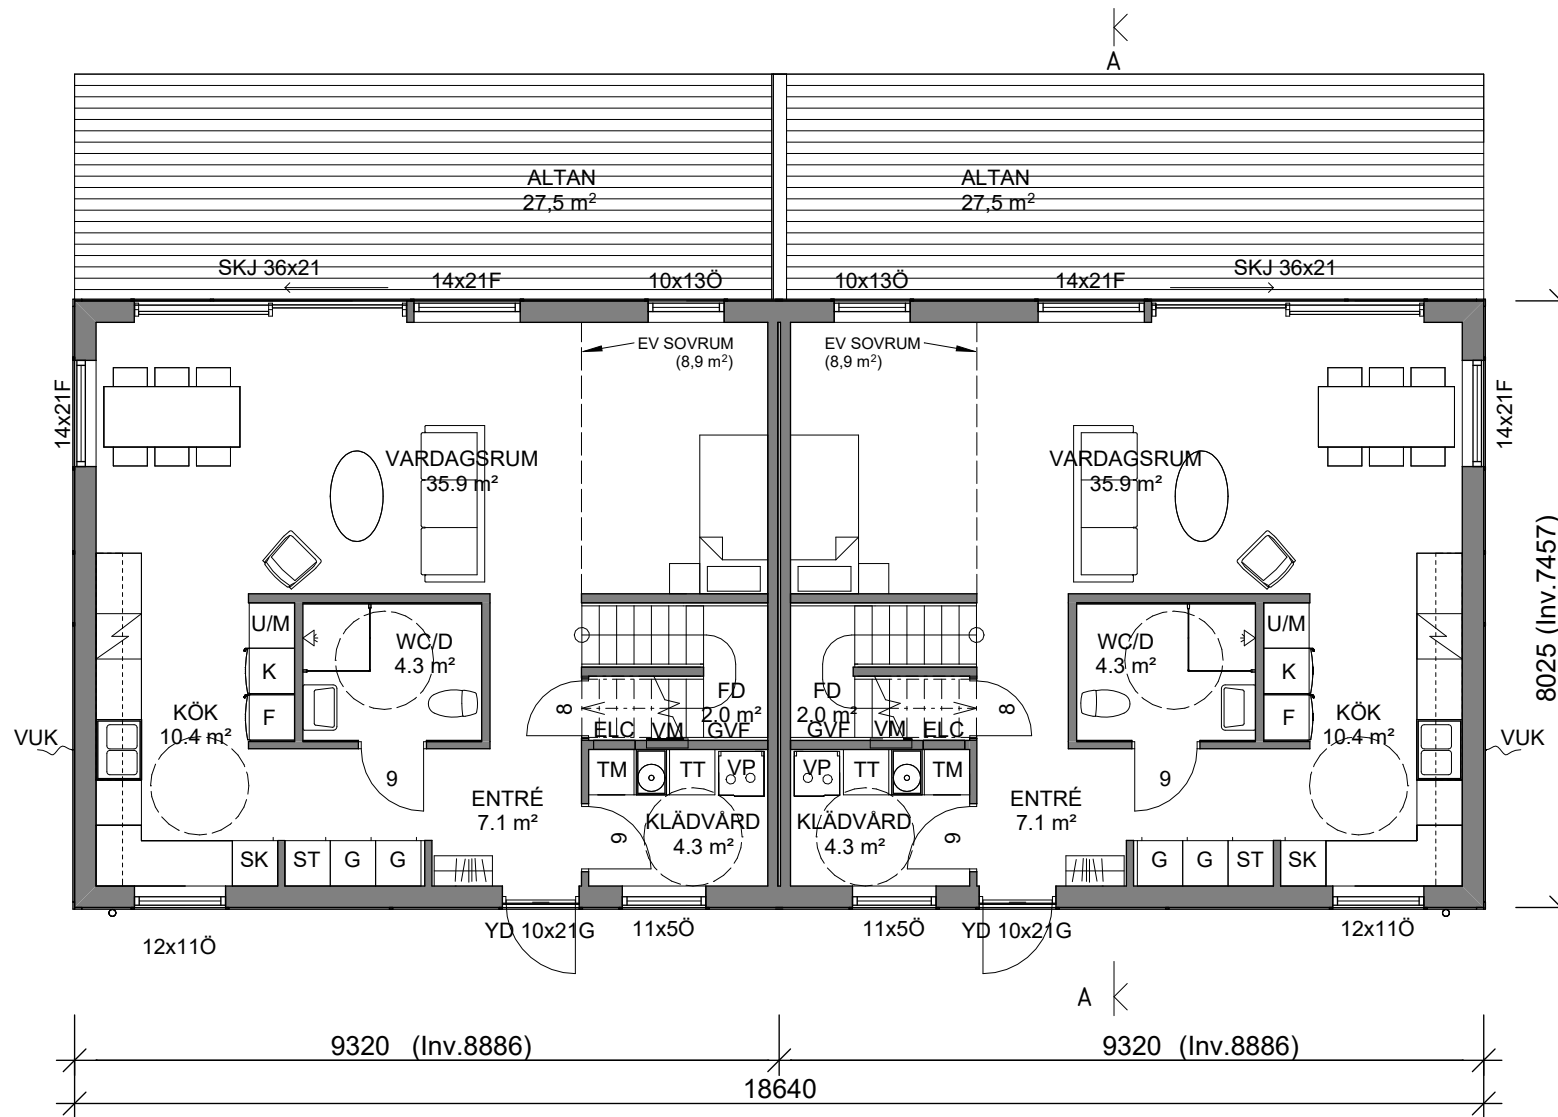 A
ALTAN
27,5 m²
ALTAN
27,5 m²
SKJ 36x21
14x21F
10x13Ö
10x13Ö
14x21F
SKJ 36x21
EV SOVRUM
(8,9 m²)
EV SOVRUM
(8,9 m²)
14x21F
14x21F
VARDAGSRUM
35.9 m²
VARDAGSRUM
35.9 m²
8025 (Inv.7457)
U/M
K
F
WC/D
4.3 m²
WC/D
4.3 m²
U/M
K
F
KÖK
10.4 m²
8
FD
2.0 m²
FD
2.0 m²
8
KÖK
10.4 m²
VUK
ELC
VM
GVF
GVF
VM
ELC
VUK
9
TM
TT
VP
VP
TT
TM
9
ENTRÉ
7.1 m²
9
KLÄDVÅRD
4.3 m²
KLÄDVÅRD
4.3 m²
9
ENTRÉ
7.1 m²
SK
ST
G
G
G
G
ST
SK
12x11Ö
YD 10x21G
11x5Ö
11x5Ö
YD 10x21G
12x11Ö
A
9320 (Inv.8886)
9320 (Inv.8886)
18640